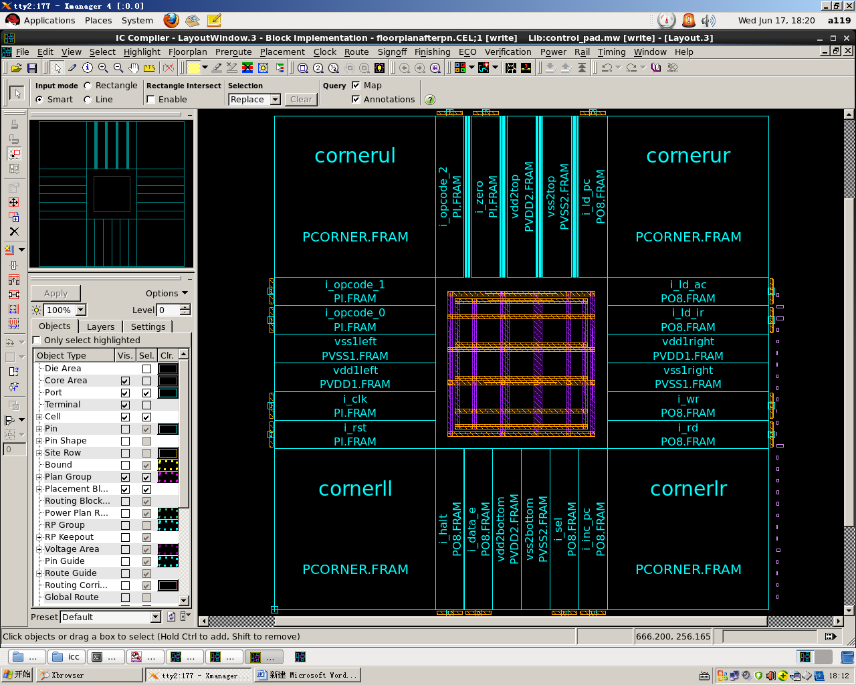 tty2:177 - Xmanager 4 [:0.0]
Applications Places System
Wed Jun 17, 18:20 a119
IC Compiler - LayoutWindow.3 - Block Implementation - floorplanafterpn.CEL;1 [write] Lib:control_pad.mw [write] - [Layout.3]
File Edit View Select Highlight Floorplan Preroute Placement Clock Route Signoff Finishing ECO Verification Power Rail Timing Window Help
Input mode Rectangle Rectangle Intersect Selection Query Map
Smart Line Enable Replace Clear Annotations
Apply Options
100% Level 0
Objects Layers Settings
Only select highlighted
Object Type Vis. Sel. Clr.
Die Area
Core Area
Port
Terminal
Cell
Pin
Pin Shape
Site Row
Bound
Plan Group
Placement Bl...
Routing Block...
Power Plan R...
RP Group
RP Keepout
Voltage Area
Pin Guide
Route Guide
Routing Corri...
Global Route
Preset Default
0
cornerul
PCORNER.FRAM
i_opcode_2
PI.FRAM
i_zero
PI.FRAM
vdd2top
PVDD2.FRAM
vss2top
PVSS2.FRAM
i_ld_pc
PO8.FRAM
cornerur
PCORNER.FRAM
i_opcode_1
PI.FRAM
i_opcode_0
PI.FRAM
vss1left
PVSS1.FRAM
vdd1left
PVDD1.FRAM
i_clk
PI.FRAM
i_rst
PI.FRAM
i_ld_ac
PO8.FRAM
i_ld_ir
PO8.FRAM
vdd1right
PVDD1.FRAM
vss1right
PVSS1.FRAM
i_wr
PO8.FRAM
i_rd
PO8.FRAM
cornerll
PCORNER.FRAM
i_halt
PO8.FRAM
i_data_e
PO8.FRAM
vdd2bottom
PVDD2.FRAM
vss2bottom
PVSS2.FRAM
i_sel
PO8.FRAM
i_inc_pc
PO8.FRAM
cornerlr
PCORNER.FRAM
Click objects or drag a box to select (Hold Ctrl to add, Shift to remove)
666.200, 256.165
... icc ... ... ... ... ...
开始 Xbrowser tty2:177 - Xmanager... 新建 Microsoft Word... 18:12